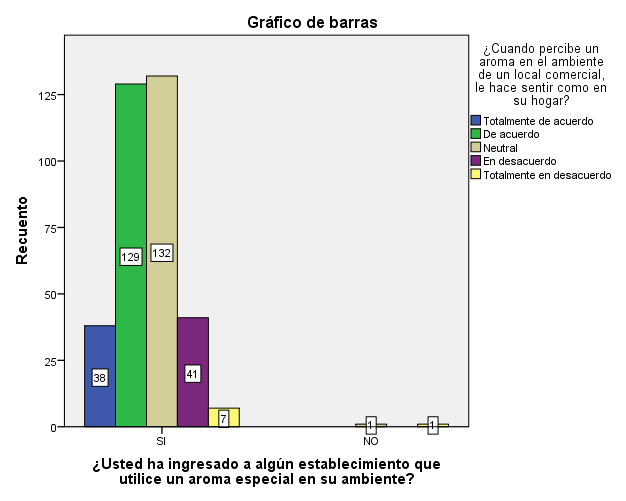 Gráfico de barras
¿Cuando percibe un
aroma en el ambiente
de un local comercial,
le hace sentir como en
su hogar?
Totalmente de acuerdo
De acuerdo
Neutral
En desacuerdo
Totalmente en desacuerdo
Recuento
125
100
75
50
25
0
38
129
132
41
7
1
1
SI
NO
¿Usted ha ingresado a algún establecimiento que
utilice un aroma especial en su ambiente?